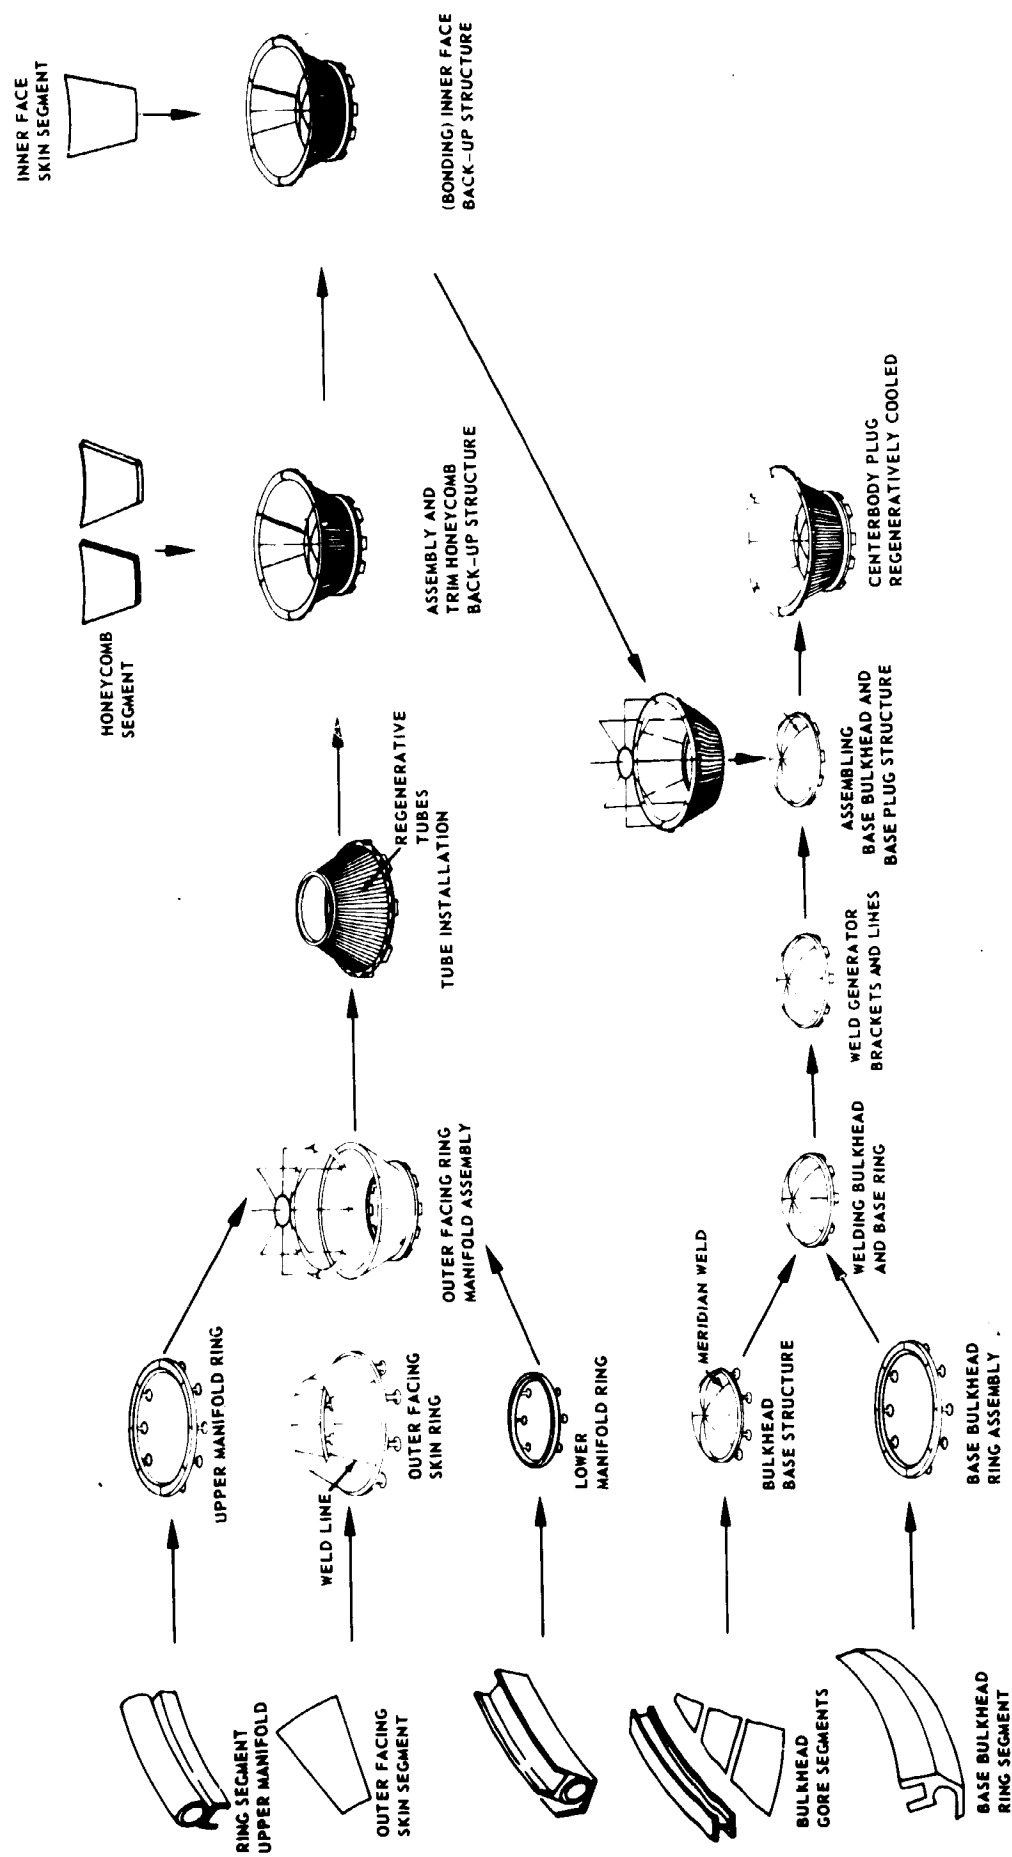 RING SEGMENT
UPPER MANIFOLD
OUTER FACING
SKIN SEGMENT
BULKHEAD
GORE SEGMENTS
BASE BULKHEAD
RING SEGMENT
UPPER MANIFOLD RING
WELD LINE
OUTER FACING
SKIN RING
LOWER
MANIFOLD RING
MERIDIAN WELD
BULKHEAD
BASE STRUCTURE
BASE BULKHEAD
RING ASSEMBLY
OUTER FACING RING
MANIFOLD ASSEMBLY
WELDING BULKHEAD
AND BASE RING
REGENERATIVE
TUBES
TUBE INSTALLATION
WELD GENERATOR
BRACKETS AND LINES
HONEYCOMB
SEGMENT
ASSEMBLY AND
TRIM HONEYCOMB
BACK-UP STRUCTURE
ASSEMBLING
BASE BULKHEAD AND
BASE PLUG STRUCTURE
INNER FACE
SKIN SEGMENT
(BONDING) INNER FACE
BACK-UP STRUCTURE
CENTERBODY PLUG
REGENERATIVELY COOLED